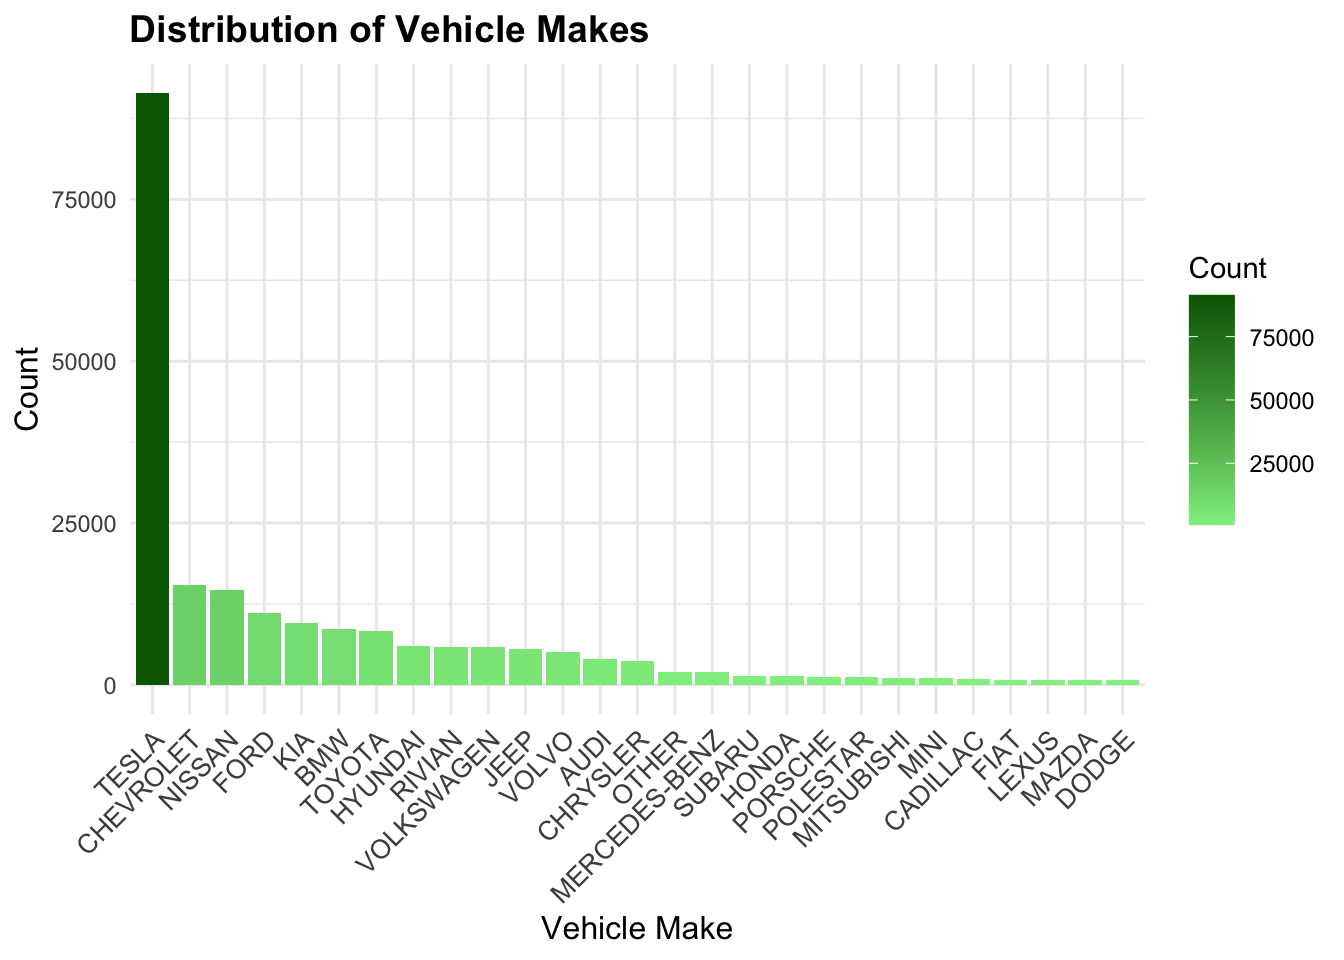 Distribution of Vehicle Makes
Count
75000
50000
25000
0
TESLA
CHEVROLET
NISSAN
FORD
KIA
BMW
TOYOTA
HYUNDAI
RIVIAN
VOLKSWAGEN
JEEP
VOLVO
AUDI
CHRYSLER
OTHER
MERCEDES-BENZ
SUBARU
HONDA
PORSCHE
POLESTAR
MITSUBISHI
MINI
CADILLAC
FIAT
LEXUS
MAZDA
DODGE
Vehicle Make
Count
75000
50000
25000